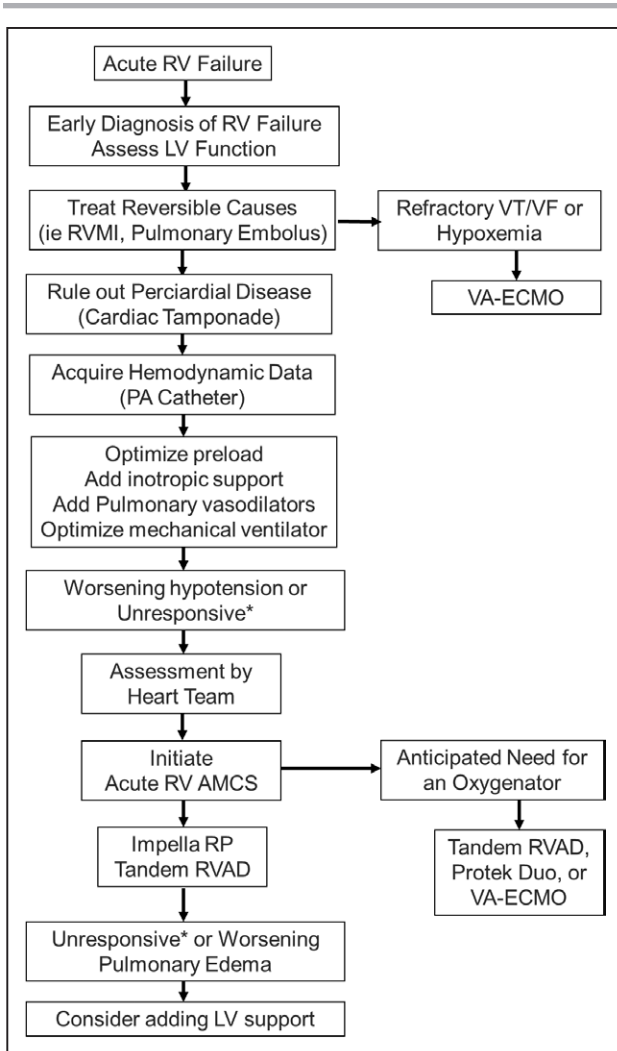 Acute RV Failure
Early Diagnosis of RV Failure
Assess LV Function
Treat Reversible Causes
(ie RVMI, Pulmonary Embolus)
Refractory VT/VF or
Hypoxemia
VA-ECMO
Rule out Perciardial Disease
(Cardiac Tamponade)
Acquire Hemodynamic Data
(PA Catheter)
Optimize preload
Add inotropic support
Add Pulmonary vasodilators
Optimize mechanical ventilator
Worsening hypotension or
Unresponsive*
Assessment by
Heart Team
Initiate
Acute RV AMCS
Anticipated Need for
an Oxygenator
Impella RP
Tandem RVAD
Tandem RVAD,
Protek Duo, or
VA-ECMO
Unresponsive* or Worsening
Pulmonary Edema
Consider adding LV support